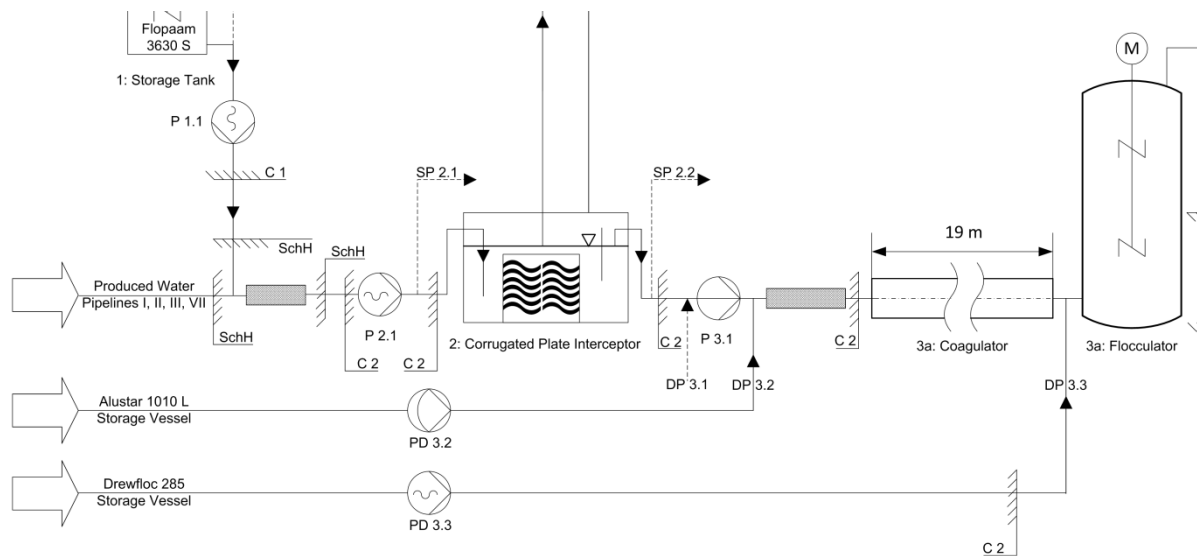 Flopaam
3630 S
1: Storage Tank
P 1.1
C 1
SchH
Produced Water
Pipelines I, II, III, VII
SchH
SchH
P 2.1
C 2
C 2
SP 2.1
2: Corrugated Plate Interceptor
SP 2.2
C 2
P 3.1
DP 3.1
DP 3.2
C 2
19 m
3a: Coagulator
M
3a: Flocculator
DP 3.3
Alustar 1010 L
Storage Vessel
PD 3.2
Drewfloc 285
Storage Vessel
PD 3.3
C 2